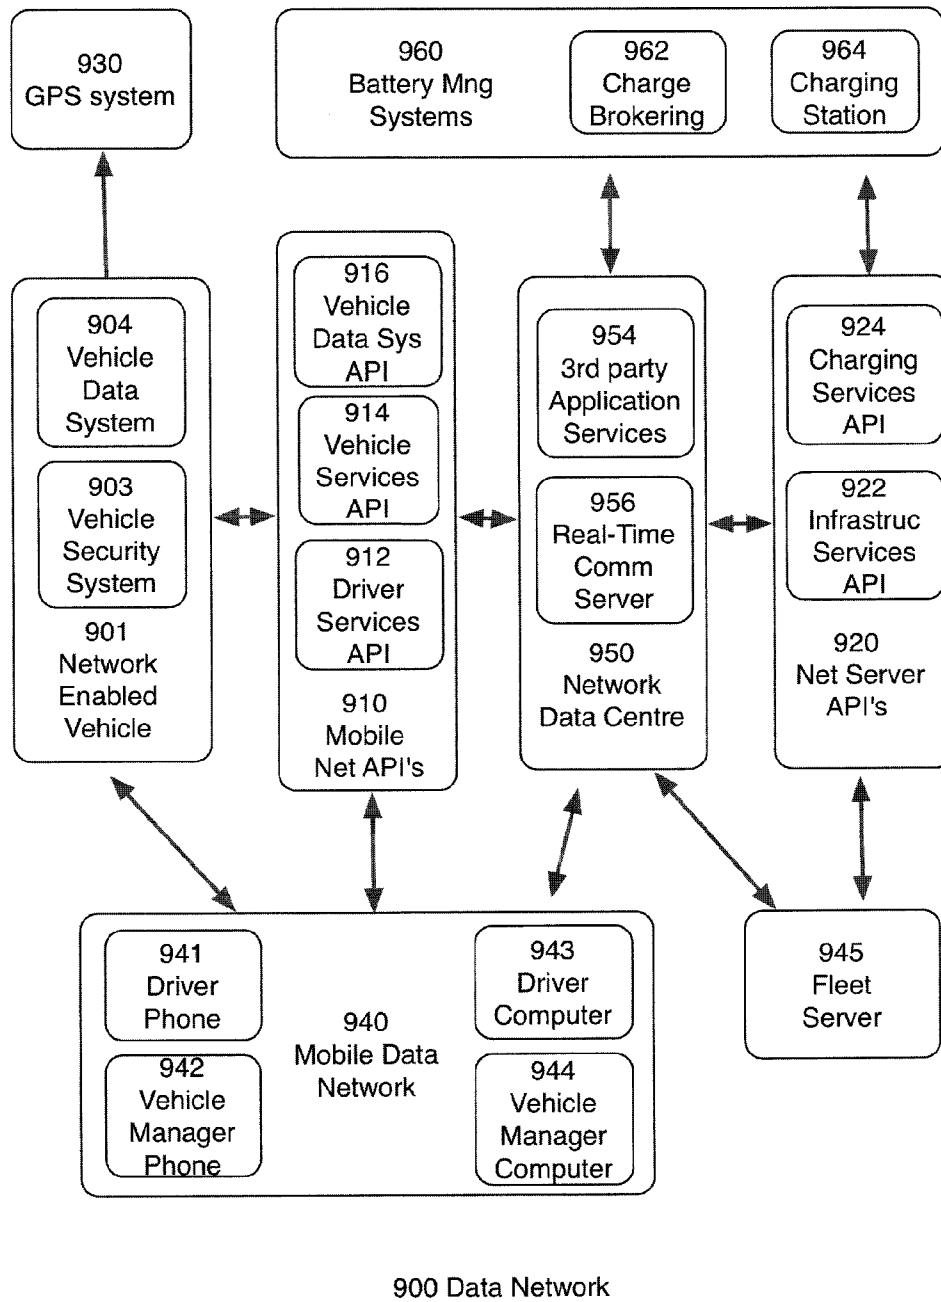 930
GPS system
960
Battery Mng
Systems
962
Charge
Brokering
964
Charging
Station
904
Vehicle
Data
System
903
Vehicle
Security
System
901
Network
Enabled
Vehicle
916
Vehicle
Data Sys
API
914
Vehicle
Services
API
912
Driver
Services
API
910
Mobile
Net API's
954
3rd party
Application
Services
956
Real-Time
Comm
Server
950
Network
Data Centre
924
Charging
Services
API
922
Infrastruc
Services
API
920
Net Server
API's
941
Driver
Phone
942
Vehicle
Manager
Phone
940
Mobile Data
Network
943
Driver
Computer
944
Vehicle
Manager
Computer
945
Fleet
Server
900 Data Network